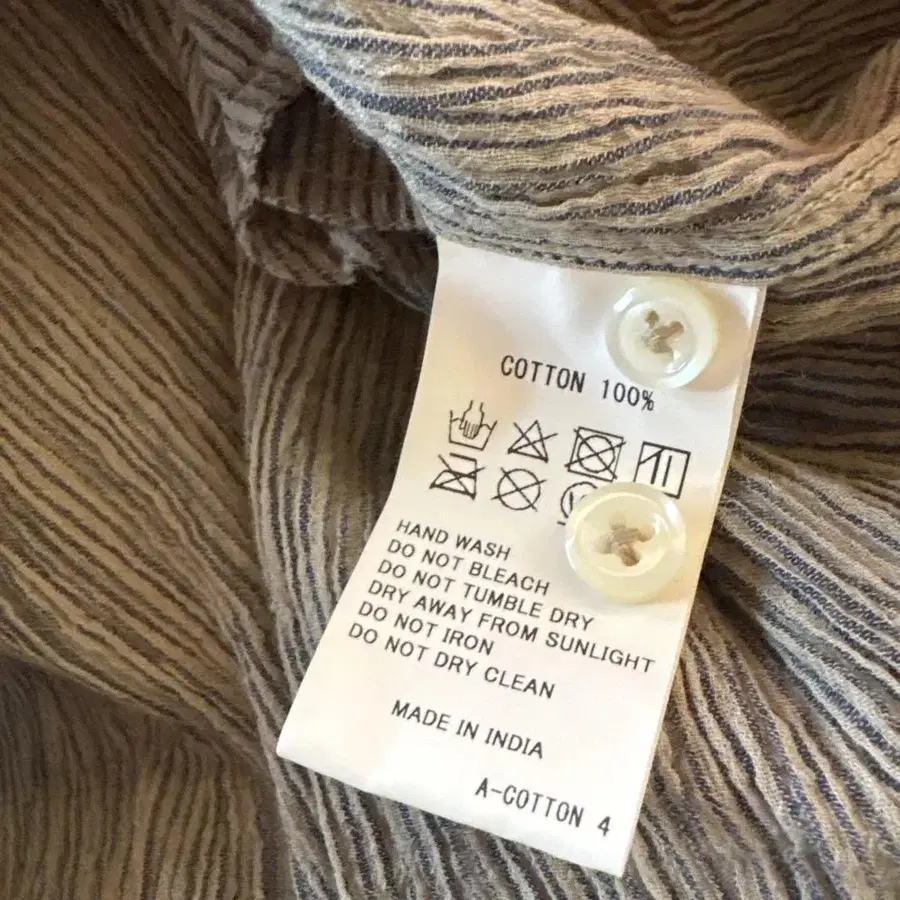 COTTON 100%
HAND WASH
DO NOT BLEACH
DO NOT TUMBLE DRY
DRY AWAY FROM SUNLIGHT
DO NOT IRON
DO NOT DRY CLEAN
MADE IN INDIA
A-COTTON 4